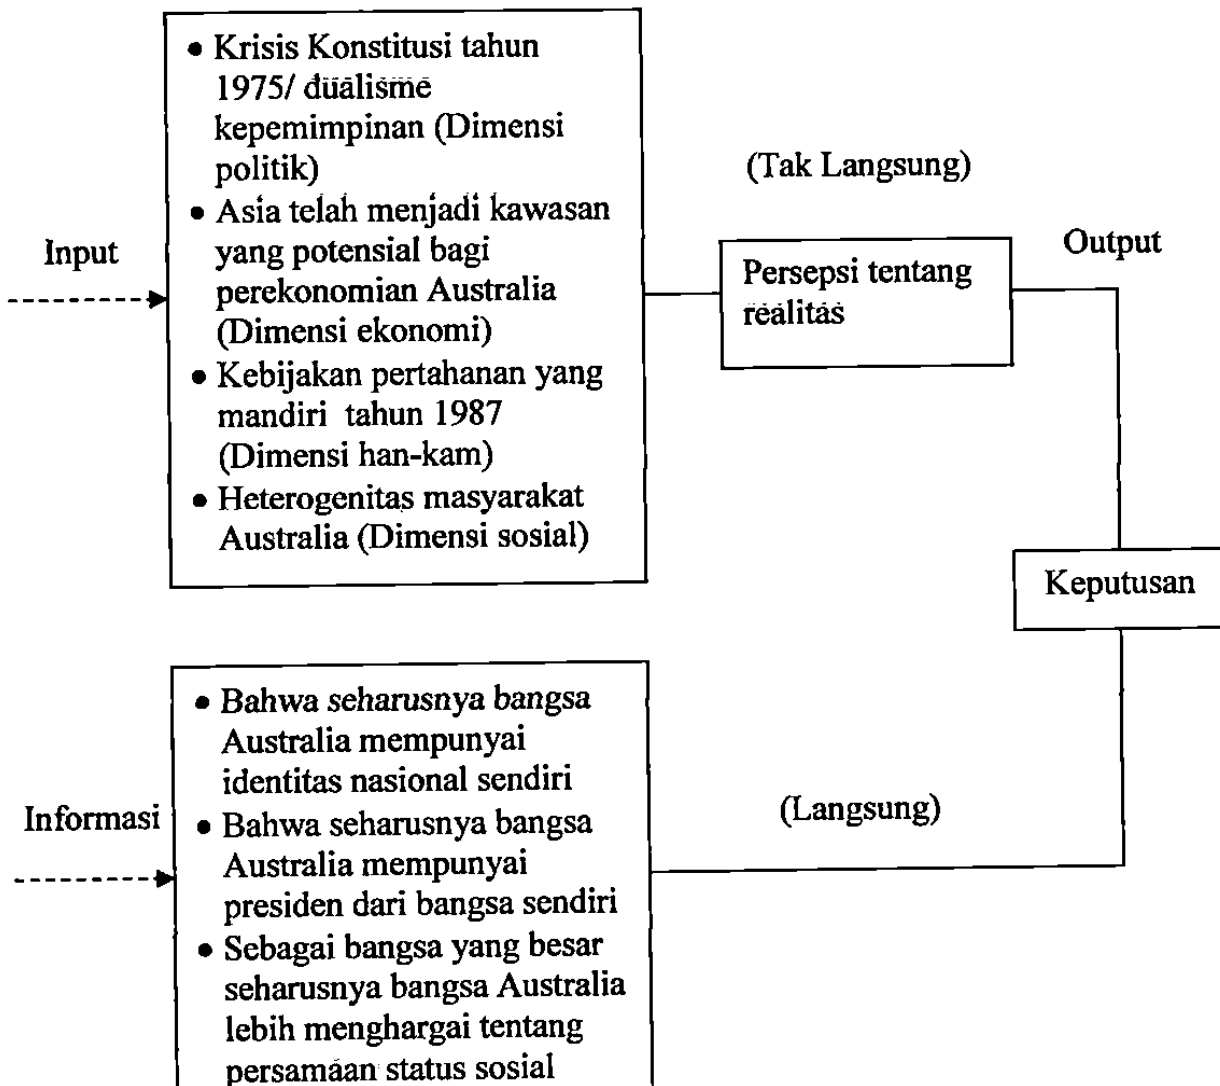 • Krisis Konstitusi tahun
1975/ dualisme
kepemimpinan (Dimensi
politik)
• Asia telah menjadi kawasan
yang potensial bagi
perekonomian Australia
(Dimensi ekonomi)
• Kebijakan pertahanan yang
mandiri tahun 1987
(Dimensi han-kam)
• Heterogenitas masyarakat
Australia (Dimensi sosial)
Input
(Tak Langsung)
Persepsi tentang
realitas
Output
Keputusan
Informasi
• Bahwa seharusnya bangsa
Australia mempunyai
identitas nasional sendiri
• Bahwa seharusnya bangsa
Australia mempunyai
presiden dari bangsa sendiri
• Sebagai bangsa yang besar
seharusnya bangsa Australia
lebih menghargai tentang
persamaan status sosial
(Langsung)